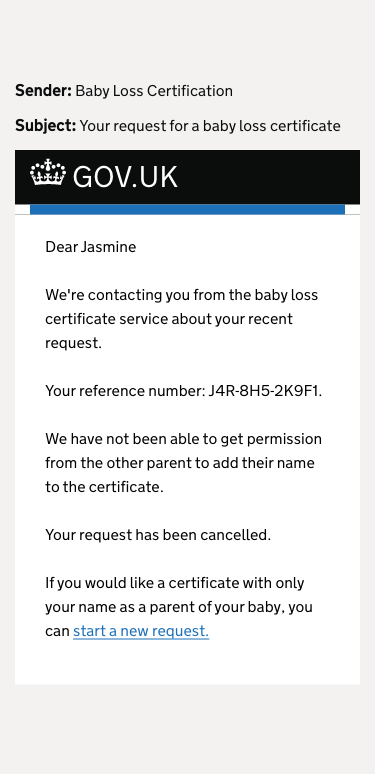 Sender: Baby Loss Certification
Subject: Your request for a baby loss certificate
GOV.UK
Dear Jasmine
We're contacting you from the baby loss
certificate service about your recent
request.
Your reference number: J4R-8H5-2K9F1.
We have not been able to get permission
from the other parent to add their name
to the certificate.
Your request has been cancelled.
If you would like a certificate with only
your name as a parent of your baby, you
can start a new request.